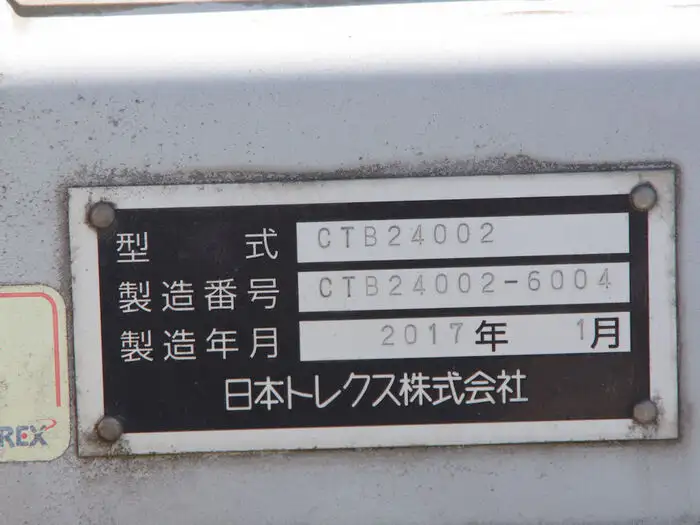 型式 CTB24002
製造番号 CTB24002-6004
製造年月 2017年 1月
日本トレクス株式会社
REX